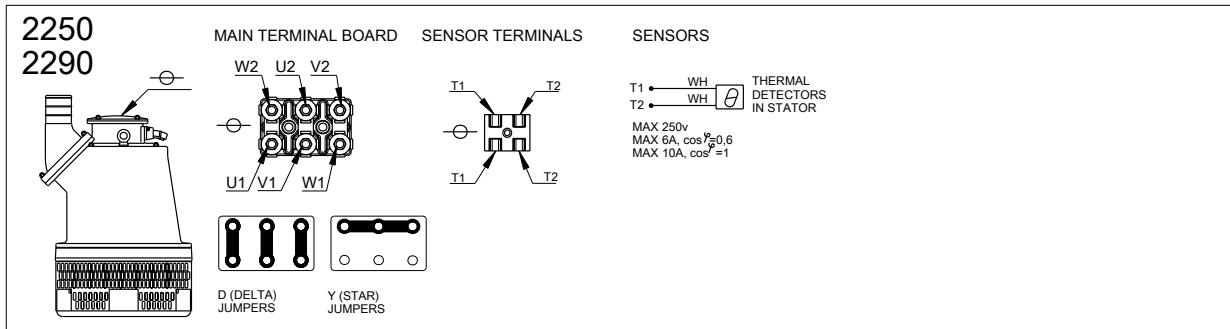 2250
2290
MAIN TERMINAL BOARD
W2 U2 V2
U1 V1 W1
SENSOR TERMINALS
T1 T2
T1 T2
SENSORS
T1 WH
T2 WH
THERMAL
DETECTORS
IN STATOR
MAX 250v
MAX 6A, cosφ=0,6
MAX 10A, cosφ=1
D (DELTA)
JUMPERS
Y (STAR)
JUMPERS